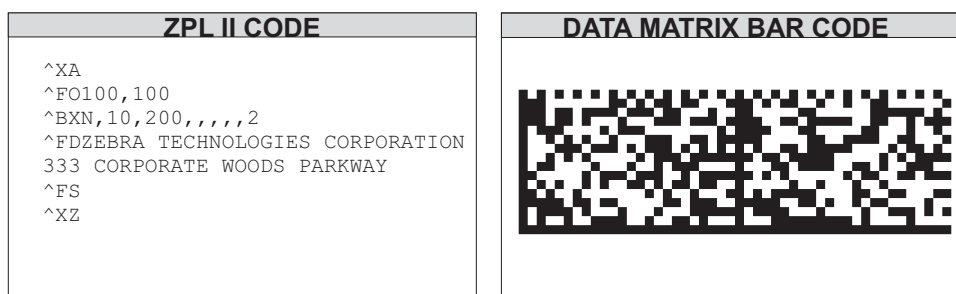 ZPL II CODE
^XA
^FO100,100
^BXN,10,200,,,,,2
^FDZEBRA TECHNOLOGIES CORPORATION
333 CORPORATE WOODS PARKWAY
^FS
^XZ
DATA MATRIX BAR CODE